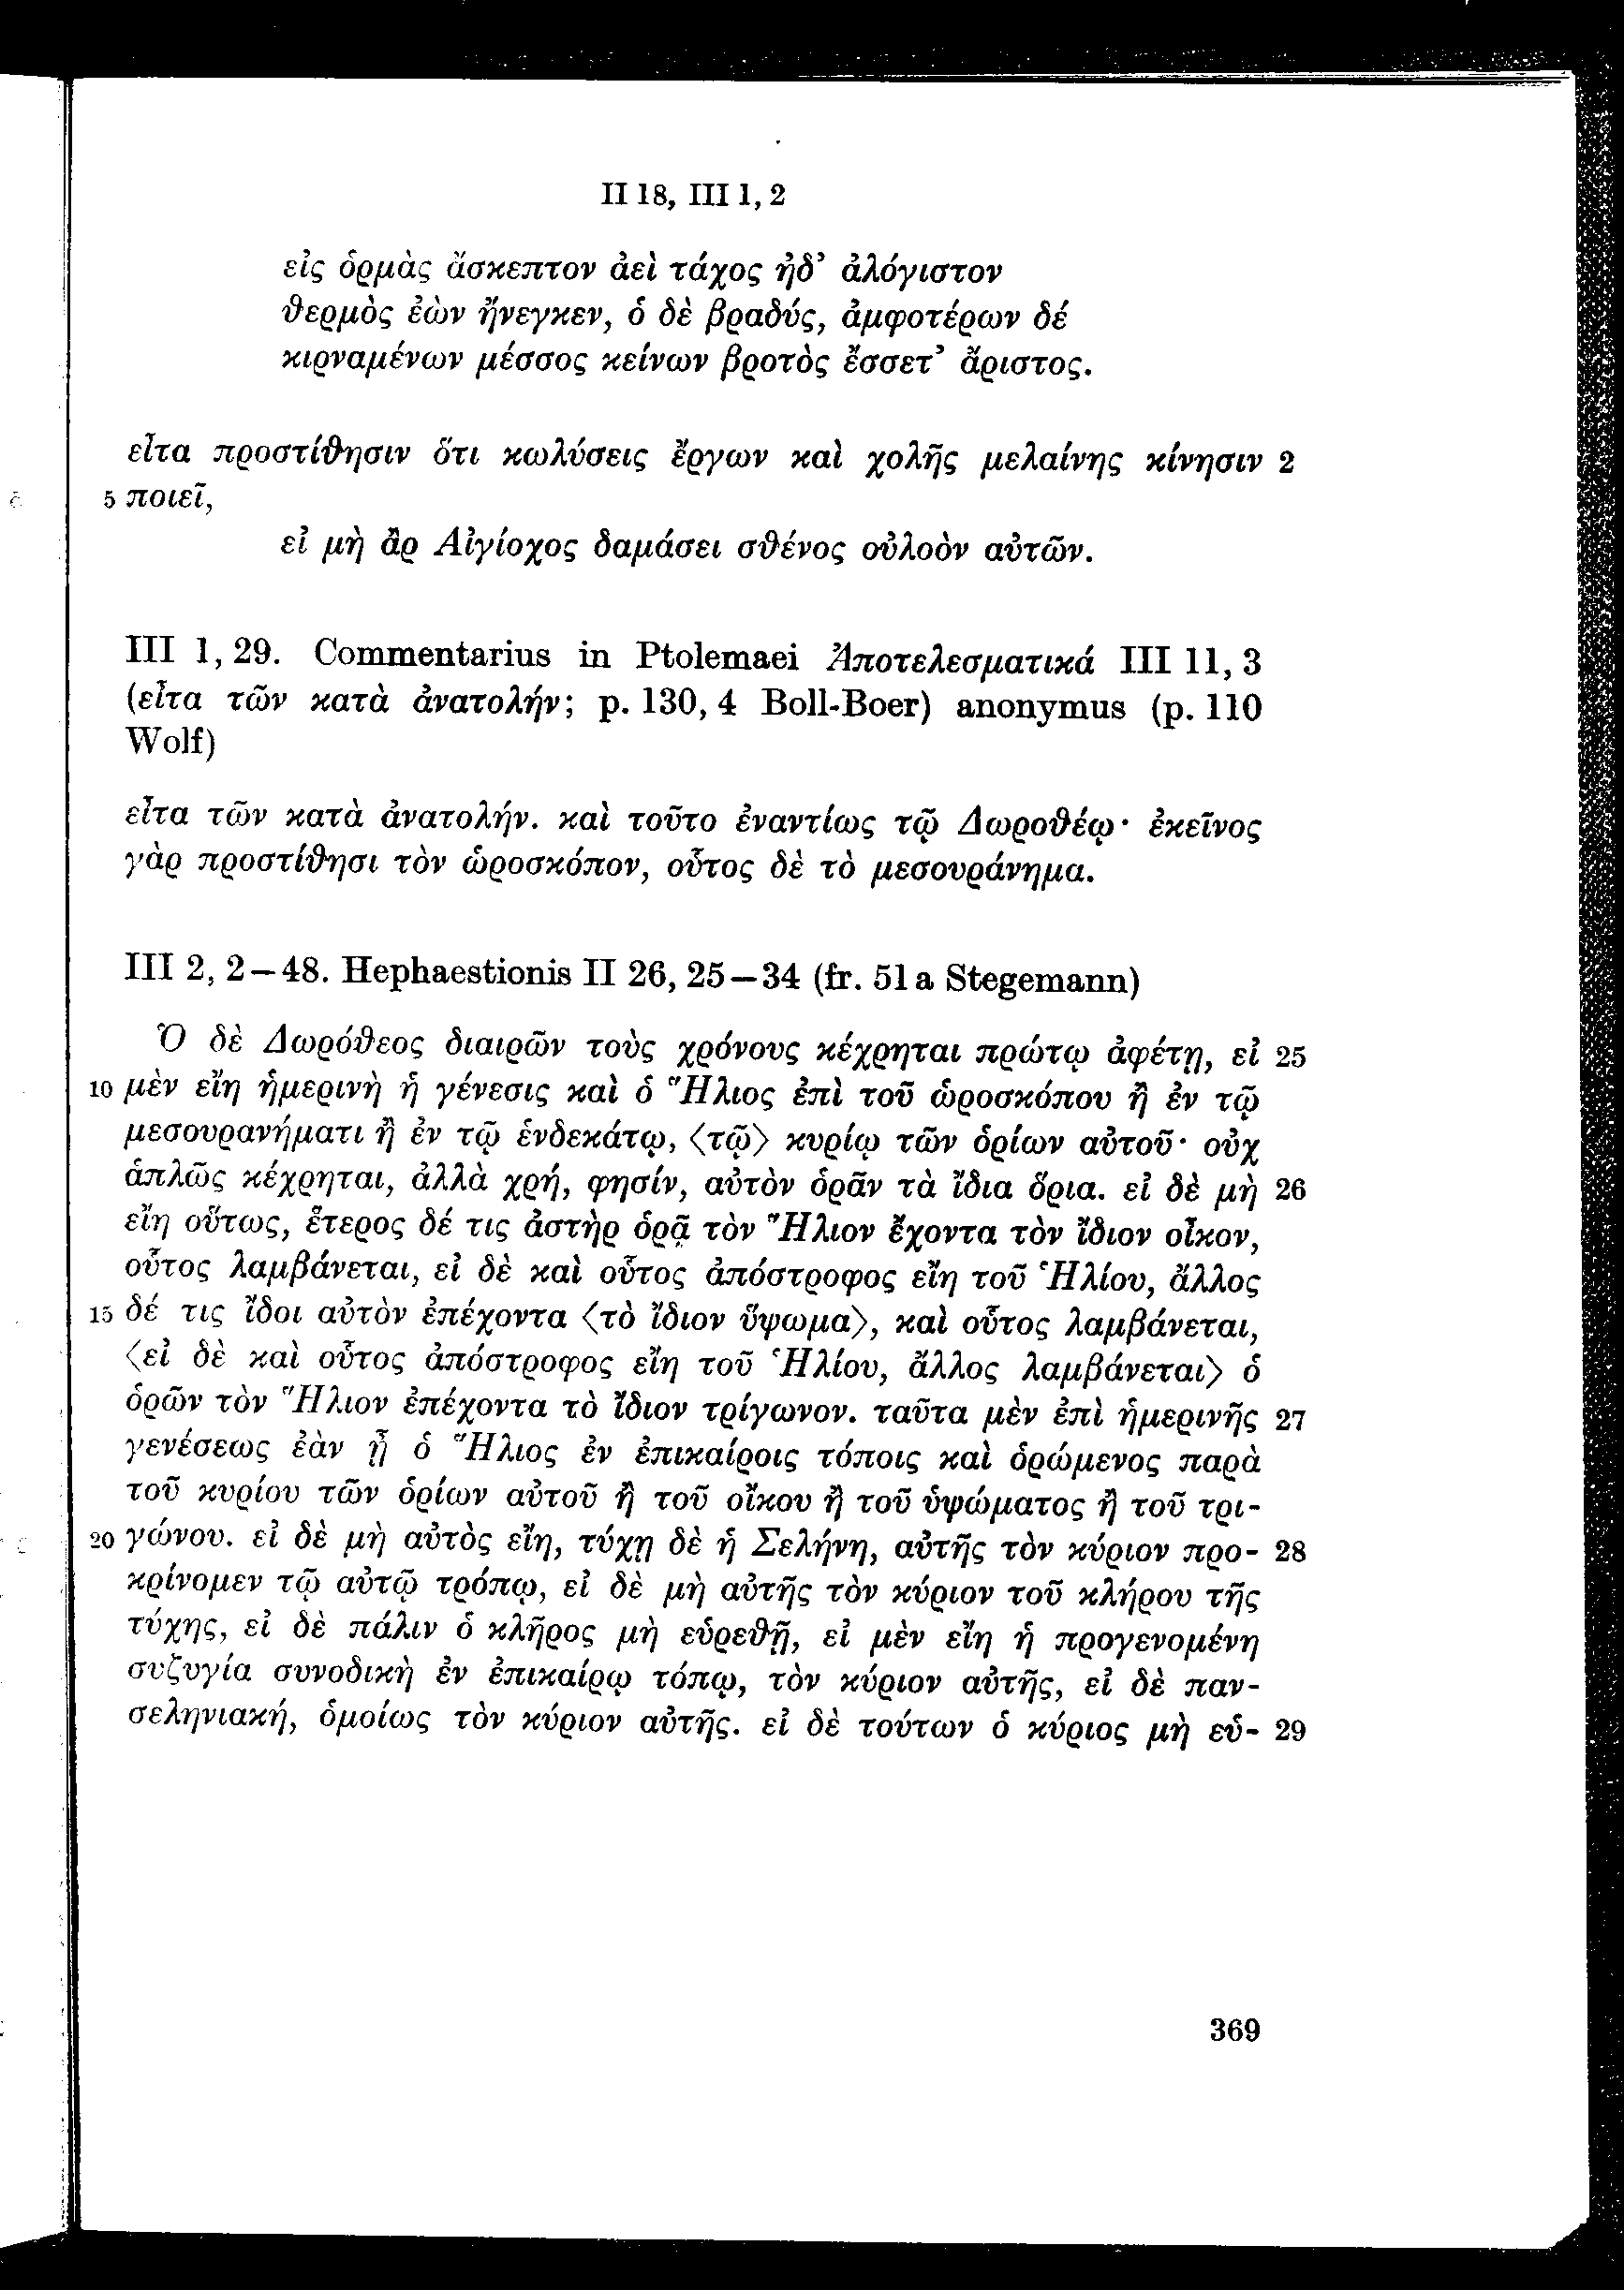 II 18, III 1, 2
εἰς ὁρμὰς ἄσκεπτον ἀεὶ τάχος ἠδ’ ἀλόγιστον
θερμὸς ἐὼν ἤνεγκεν, ὁ δὲ βραδύς, ἀμφοτέρων δέ
κιρναμένων μέσσος κείνων βροτὸς ἔσσετ’ ἄριστος.
εἶτα προστίθησιν ὅτι κωλύσεις ἔργων καὶ χολῆς μελαίνης κίνησιν 2
5 ποιεῖ,
εἰ μὴ ἂρ Αἰγίοχος δαμάσει σθένος οὐλοὸν αὐτῶν.
III 1, 29. Commentarius in Ptolemaei Ἀποτελεσματικά III 11, 3
(εἶτα τῶν κατὰ ἀνατολήν; p. 130, 4 Boll-Boer) anonymus (p. 110
Wolf)
εἶτα τῶν κατὰ ἀνατολήν. καὶ τοῦτο ἐναντίως τῷ Δωροθέῳ· ἐκεῖνος
γὰρ προστίθησι τὸν ὡροσκόπον, οὗτος δὲ τὸ μεσουράνημα.
III 2, 2–48. Hephaestionis II 26, 25–34 (fr. 51 a Stegemann)
Ὁ δὲ Δωρόθεος διαιρῶν τοὺς χρόνους κέχρηται πρώτῳ ἀφέτῃ, εἰ 25
10 μὲν εἴη ἡμερινὴ ἡ γένεσις καὶ ὁ Ἥλιος ἐπὶ τοῦ ὡροσκόπου ἢ ἐν τῷ
μεσουρανήματι ἢ ἐν τῷ ἑνδεκάτῳ, ⟨τῷ⟩ κυρίῳ τῶν ὁρίων αὐτοῦ· οὐχ
ἁπλῶς κέχρηται, ἀλλὰ χρή, φησίν, αὐτὸν ὁρᾶν τὰ ἴδια ὅρια. εἰ δὲ μὴ 26
εἴη οὕτως, ἕτερος δέ τις ἀστὴρ ὁρᾷ τὸν Ἥλιον ἔχοντα τὸν ἴδιον οἶκον,
οὗτος λαμβάνεται, εἰ δὲ καὶ οὗτος ἀπόστροφος εἴη τοῦ Ἡλίου, ἄλλος
15 δέ τις ἴδοι αὐτὸν ἐπέχοντα ⟨τὸ ἴδιον ὕψωμα⟩, καὶ οὗτος λαμβάνεται,
⟨εἰ δὲ καὶ οὗτος ἀπόστροφος εἴη τοῦ Ἡλίου, ἄλλος λαμβάνεται⟩ ὁ
ὁρῶν τὸν Ἥλιον ἐπέχοντα τὸ ἴδιον τρίγωνον. ταῦτα μὲν ἐπὶ ἡμερινῆς 27
γενέσεως ἐὰν ᾖ ὁ Ἥλιος ἐν ἐπικαίροις τόποις καὶ ὁρώμενος παρὰ
τοῦ κυρίου τῶν ὁρίων αὐτοῦ ἢ τοῦ οἴκου ἢ τοῦ ὑψώματος ἢ τοῦ τρι-
20 γώνου. εἰ δὲ μὴ αὐτὸς εἴη, τύχῃ δὲ ἡ Σελήνη, αὐτῆς τὸν κύριον προ- 28
κρίνομεν τῷ αὐτῷ τρόπῳ, εἰ δὲ μὴ αὐτῆς τὸν κύριον τοῦ κλήρου τῆς
τύχης, εἰ δὲ πάλιν ὁ κλῆρος μὴ εὑρεθῇ, εἰ μὲν εἴη ἡ προγενομένη
συζυγία συνοδικὴ ἐν ἐπικαίρῳ τόπῳ, τὸν κύριον αὐτῆς, εἰ δὲ παν-
σεληνιακή, ὁμοίως τὸν κύριον αὐτῆς. εἰ δὲ τούτων ὁ κύριος μὴ εὑ- 29
369